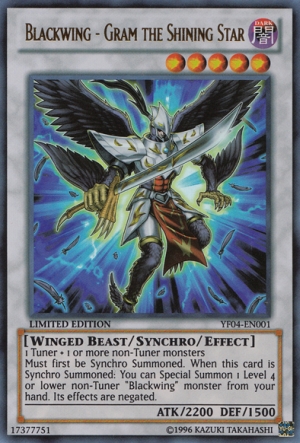 BLACKWING - GRAM THE SHINING STAR
DARK
闇
LIMITED EDITION
YF04-EN001
[WINGED BEAST/SYNCHRO/EFFECT]
1 Tuner + 1 or more non-Tuner monsters
Must first be Synchro Summoned. When this card is
Synchro Summoned: You can Special Summon 1 Level 4
or lower non-Tuner "Blackwing" monster from your
hand. Its effects are negated.
ATK/2200 DEF/1500
17377751
©1996 KAZUKI TAKAHASHI